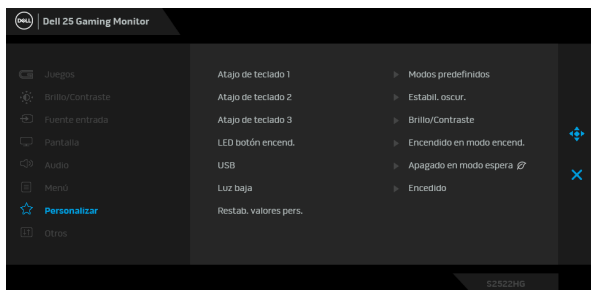 DELL Dell 25 Gaming Monitor
Juegos
Brillo/Contraste
Fuente entrada
Pantalla
Audio
Menú
Personalizar
Otros
Atajo de teclado 1 Modos predefinidos
Atajo de teclado 2 Estabil. oscur.
Atajo de teclado 3 Brillo/Contraste
LED botón encend. Encendido en modo encend.
USB Apagado en modo espera
Luz baja Encedido
Restab. valores pers.
S2522HG